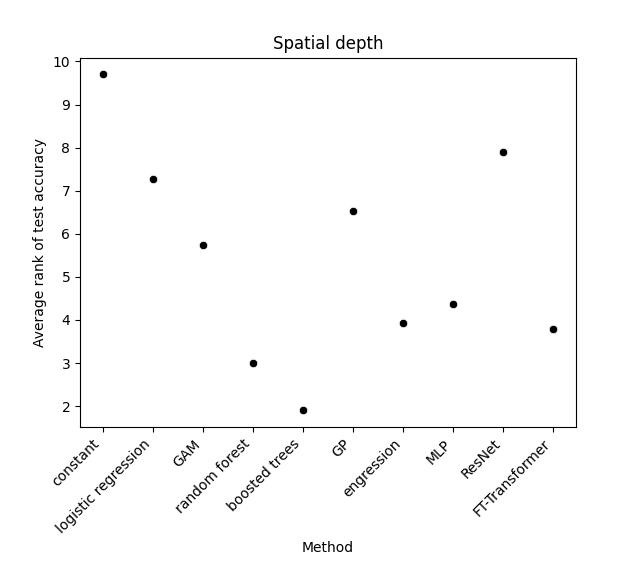 Spatial depth
Average rank of test accuracy
10
9
8
7
6
5
4
3
2
constant
logistic regression
GAM
random forest
boosted trees
GP
engression
MLP
ResNet
FT-Transformer
Method